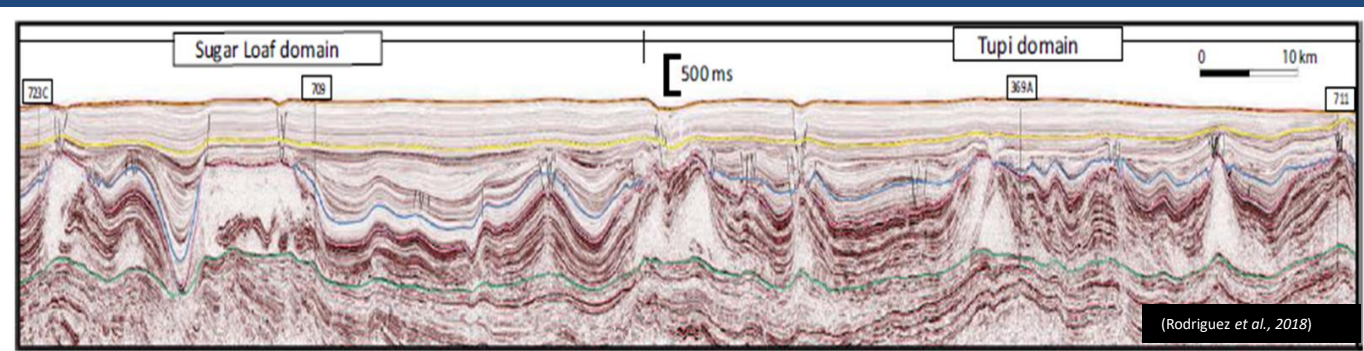 Sugar Loaf domain
Tupi domain
0 10 km
500 ms
723C
709
369A
711
(Rodriguez et al., 2018)